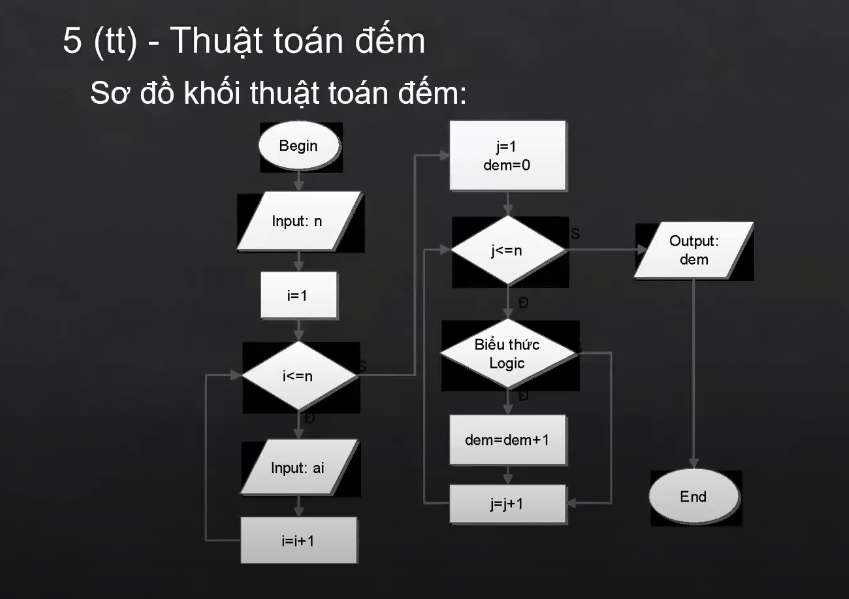 5 (tt) - Thuật toán đếm
Sơ đồ khối thuật toán đếm:
Begin
Input: n
i=1
i<=n
S
Đ
Input: ai
i=i+1
j=1
dem=0
j<=n
S
Đ
Biểu thức
Logic
S
Đ
dem=dem+1
j=j+1
Output:
dem
End